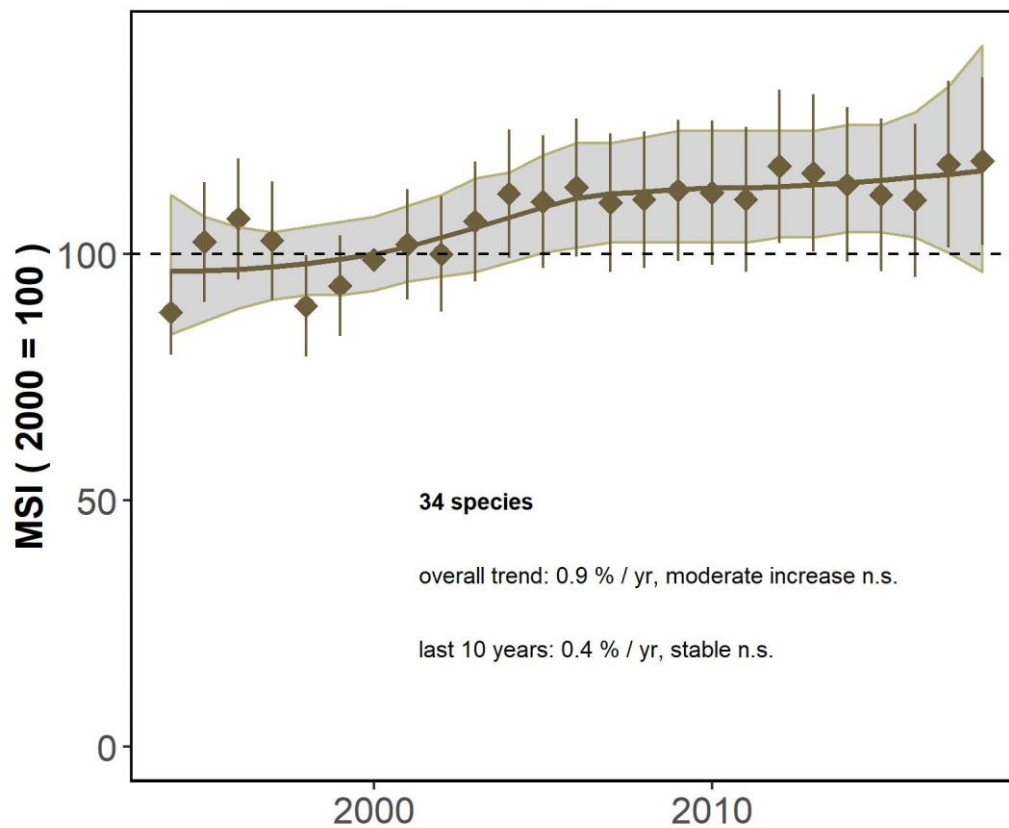 MSI ( 2000 = 100 )
100
50
0
34 species
overall trend: 0.9 % / yr, moderate increase n.s.
last 10 years: 0.4 % / yr, stable n.s.
2000
2010